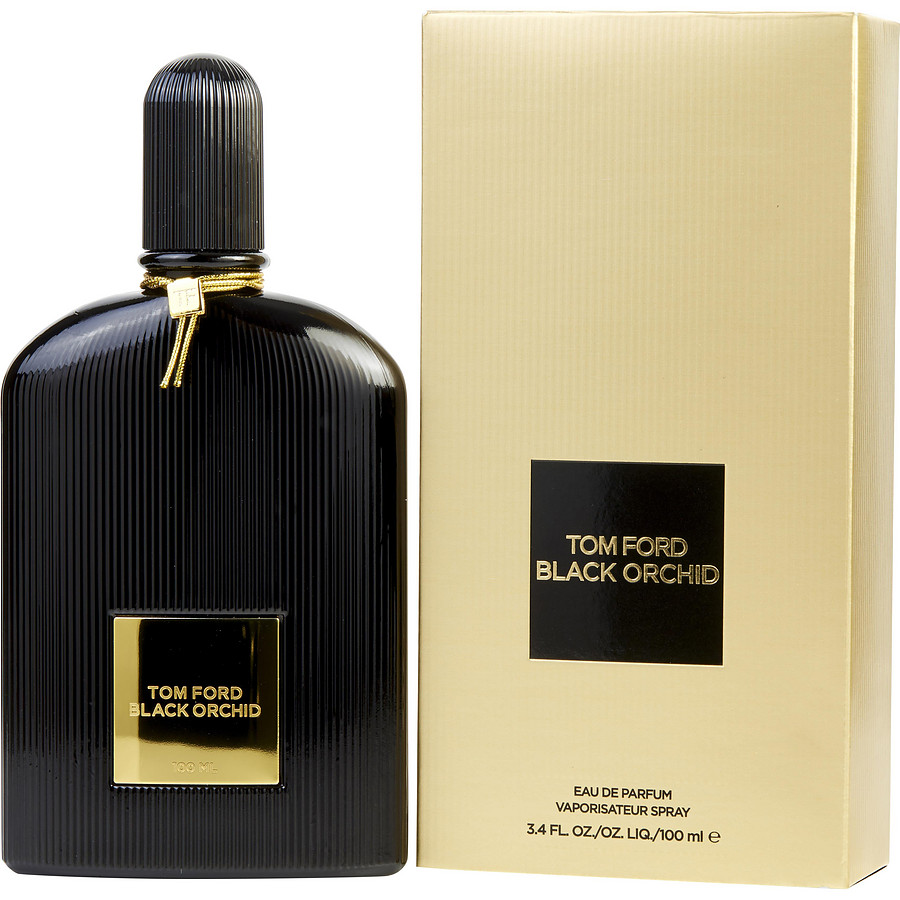 TF
TOM FORD
BLACK ORCHID
100 ML
TOM FORD
BLACK ORCHID
EAU DE PARFUM
VAPORISATEUR SPRAY
3.4 FL. OZ./OZ. LIQ./100 ml ℮